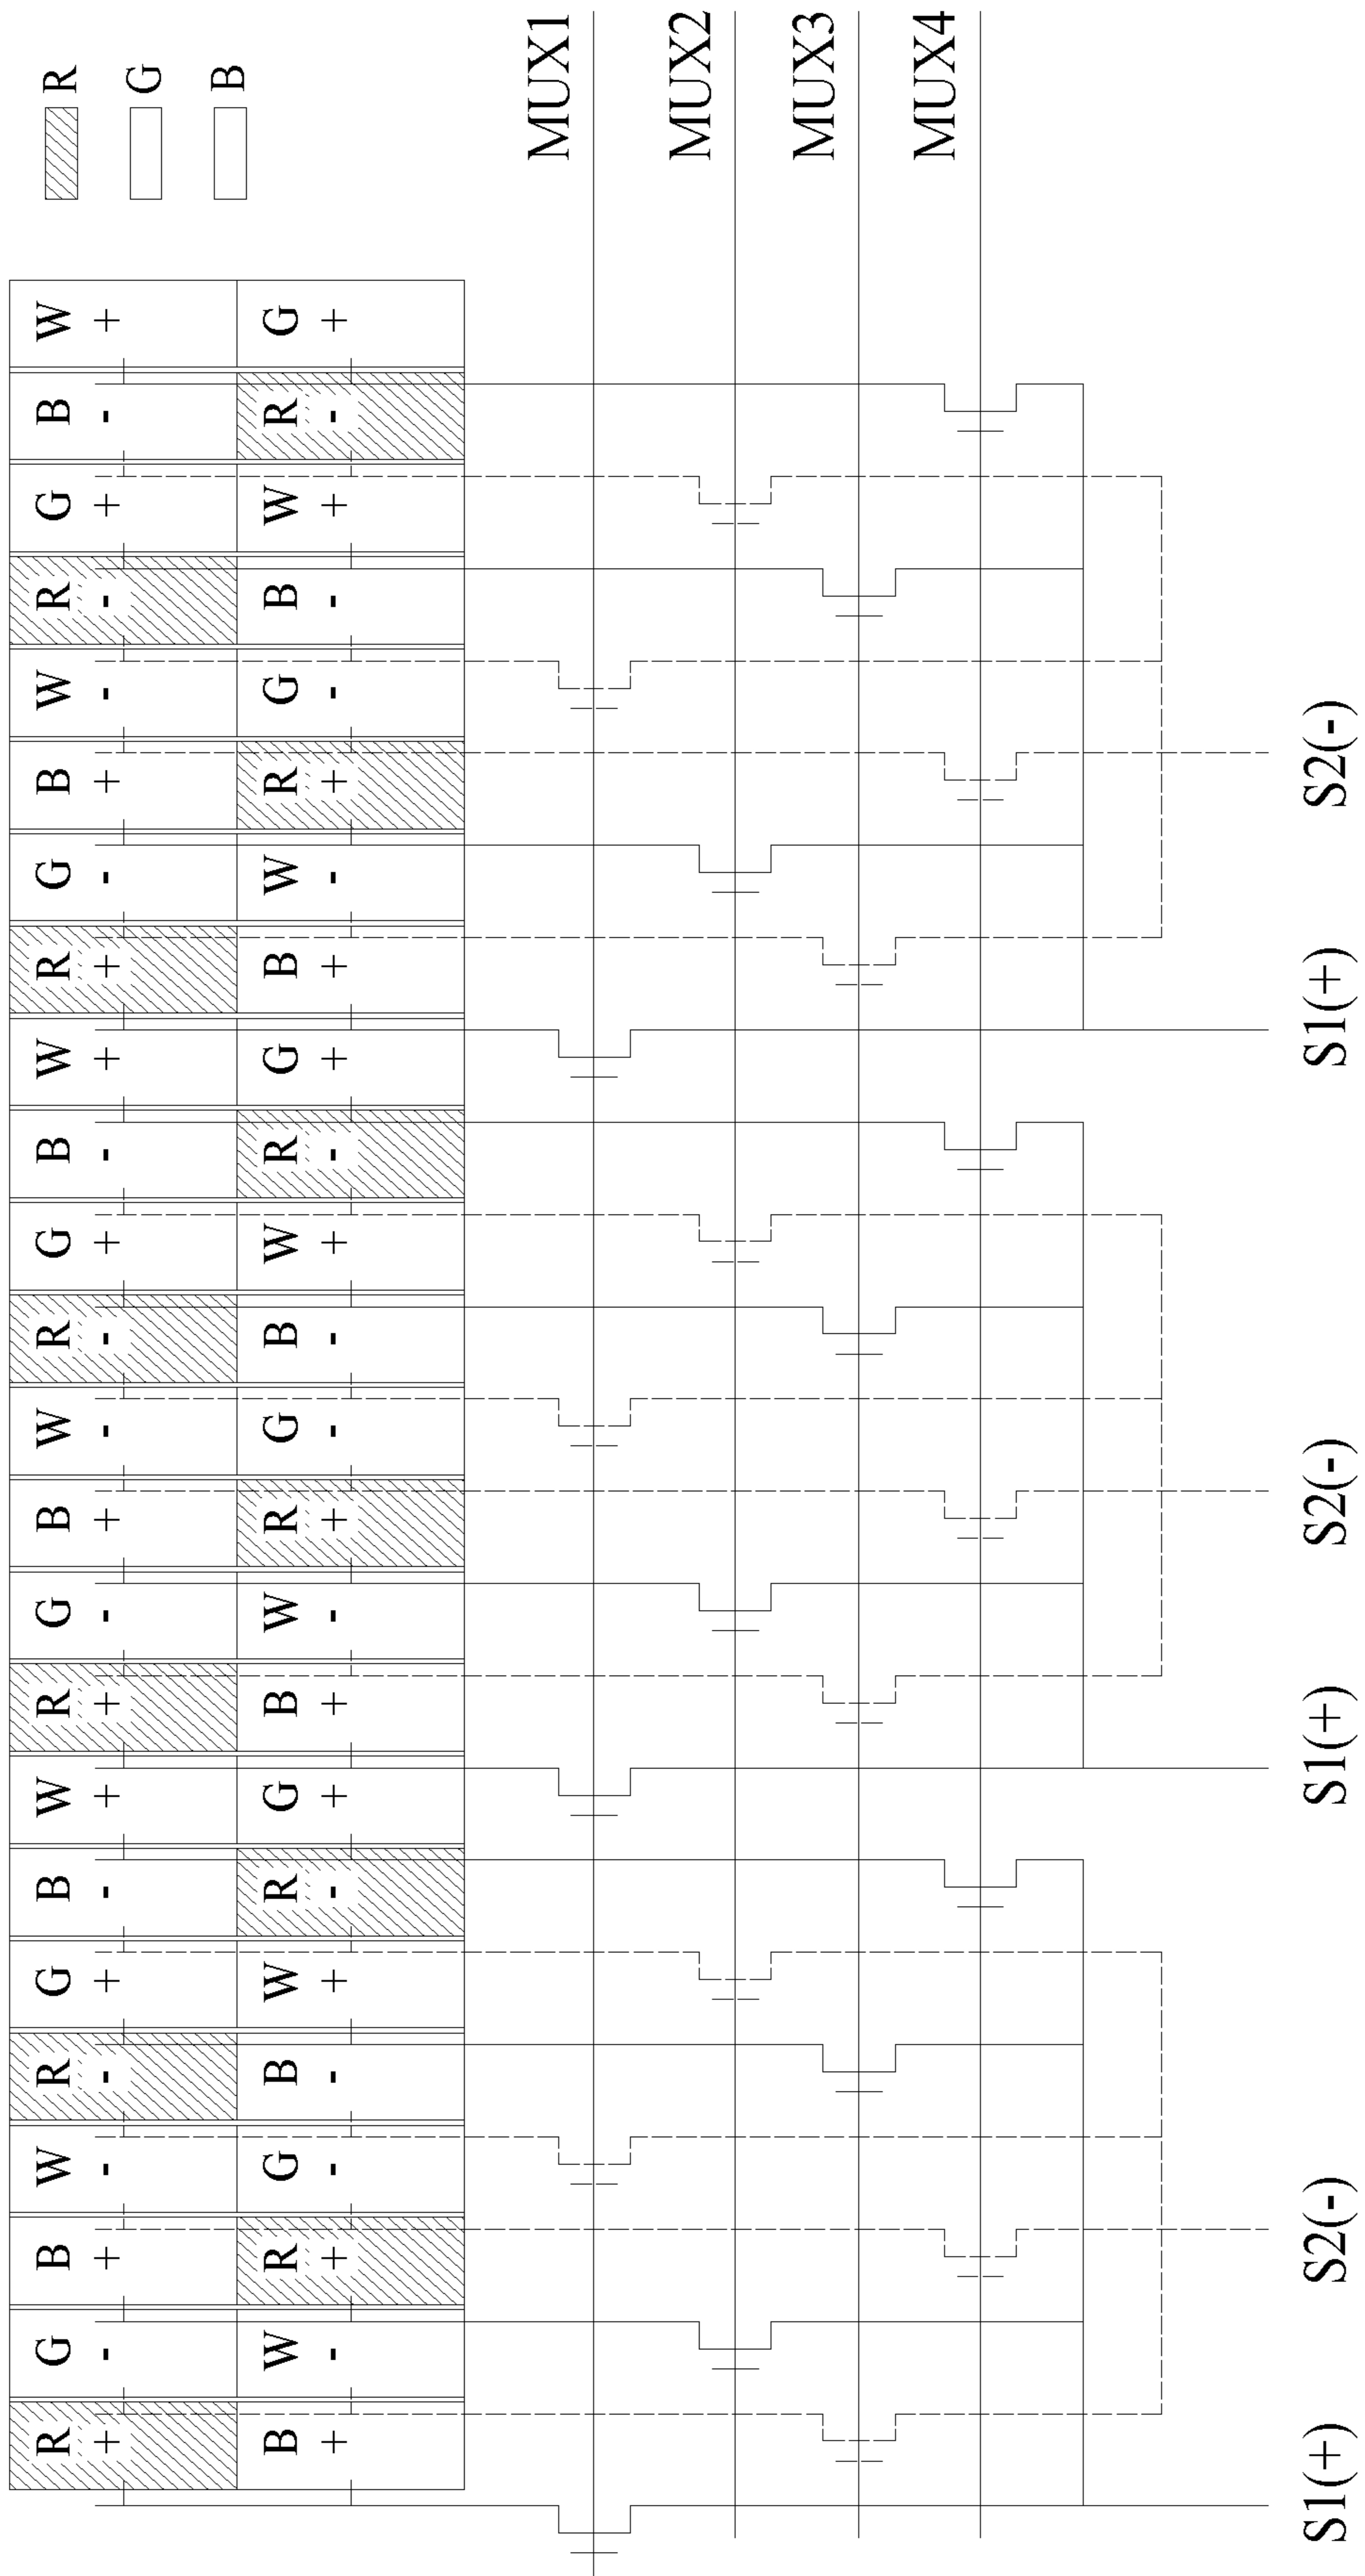 R G B W R G B W R G B W R G B W R G B W R G B W
+ - + - - + - + + - + - - + - + + - + - - + - +
B W R G B W R G B W R G B W R G B W R G B W R G
+ - + - - + - + + - + - - + - + + - + - - + - +
R
G
B
MUX1
MUX2
MUX3
MUX4
S1(+) S2(-) S1(+) S2(-) S1(+) S2(-)